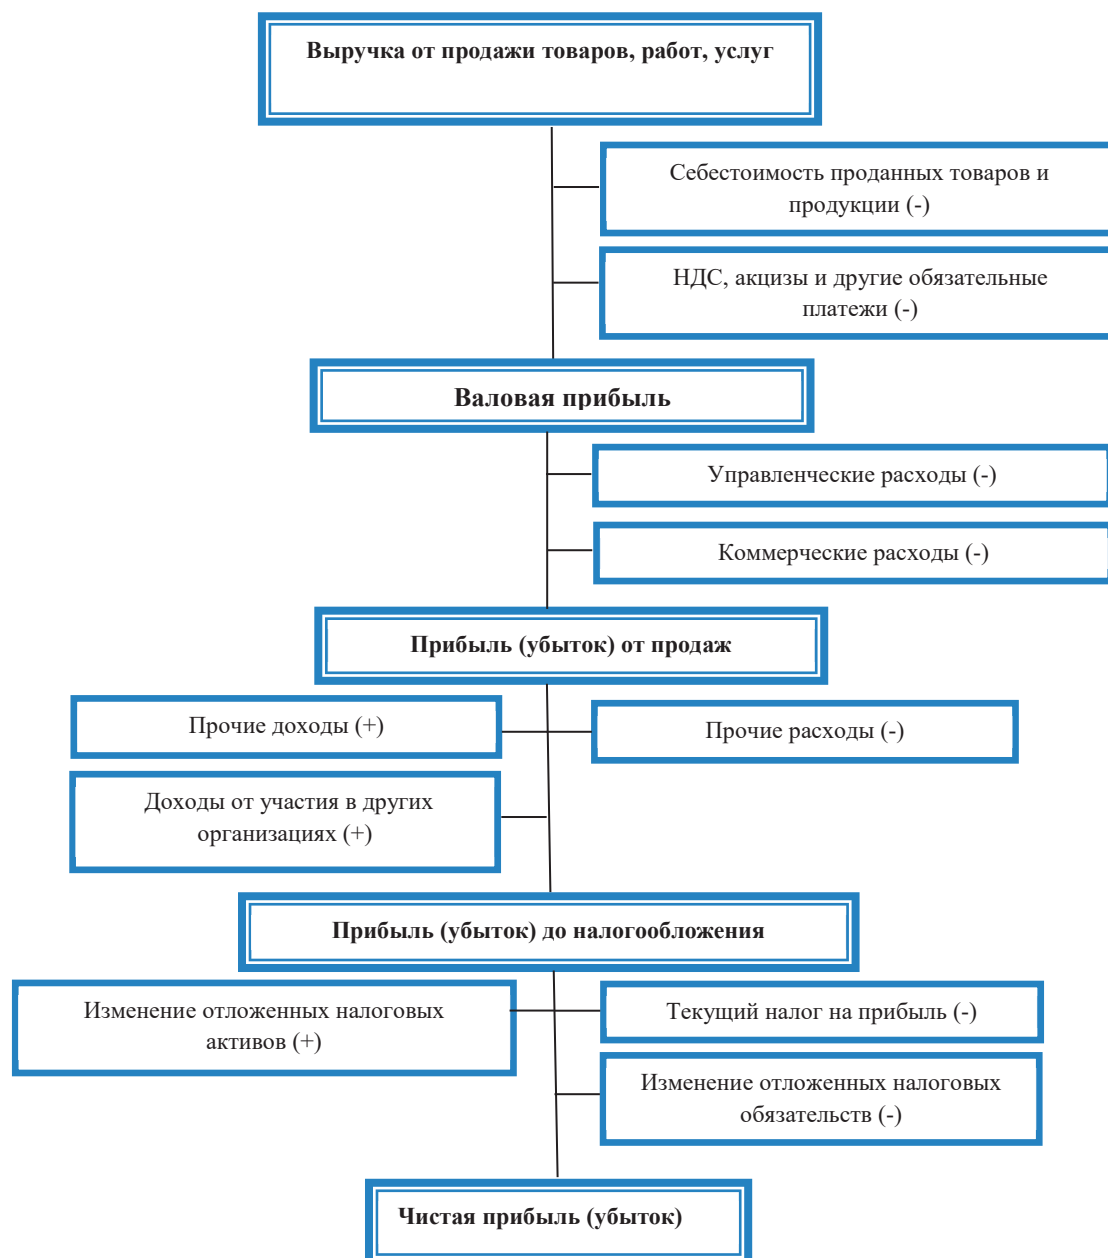 Выручка от продажи товаров, работ, услуг
Себестоимость проданных товаров и
продукции (-)
НДС, акцизы и другие обязательные
платежи (-)
Валовая прибыль
Управленческие расходы (-)
Коммерческие расходы (-)
Прибыль (убыток) от продаж
Прочие доходы (+)
Прочие расходы (-)
Доходы от участия в других
организациях (+)
Прибыль (убыток) до налогообложения
Изменение отложенных налоговых
активов (+)
Текущий налог на прибыль (-)
Изменение отложенных налоговых
обязательств (-)
Чистая прибыль (убыток)